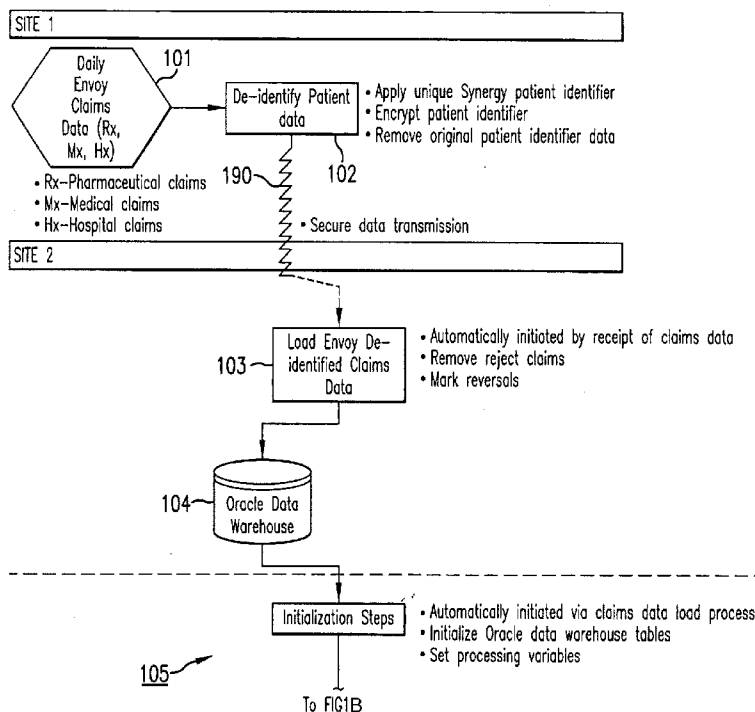 SITE 1
Daily
Envoy
Claims
Data (Rx,
Mx, Hx)
101
De-identify Patient
data
102
• Apply unique Synergy patient identifier
• Encrypt patient identifier
• Remove original patient identifier data
• Rx-Pharmaceutical claims
• Mx-Medical claims
• Hx-Hospital claims
190
• Secure data transmission
SITE 2
103
Load Envoy De-
identified Claims
Data
• Automatically initiated by receipt of claims data
• Remove reject claims
• Mark reversals
104
Oracle Data
Warehouse
Initialization Steps
• Automatically initiated via claims data load process
• Initialize Oracle data warehouse tables
• Set processing variables
105
To FIG1B